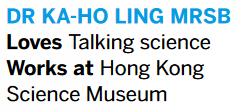 DR KA-HO LING MRSB
Loves Talking science
Works at Hong Kong
Science Museum